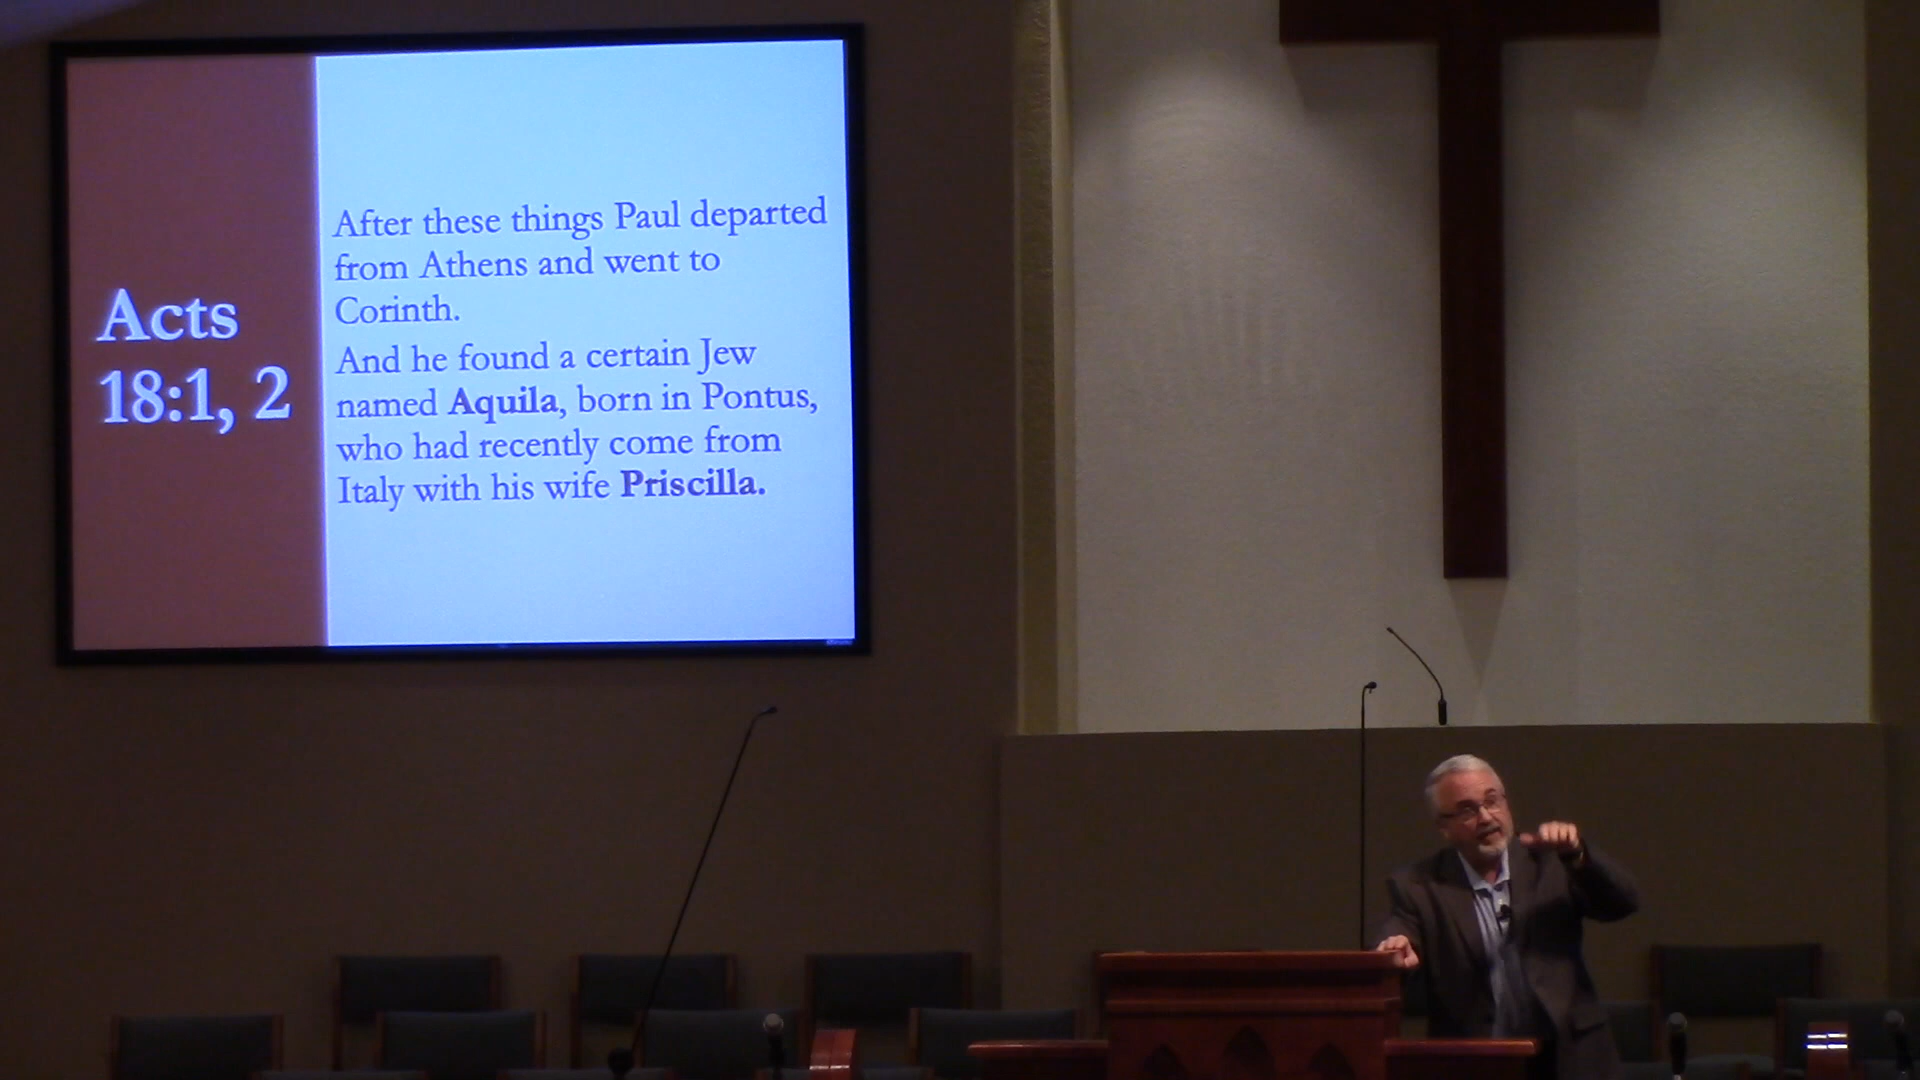 Acts
18:1, 2
After these things Paul departed
from Athens and went to
Corinth.
And he found a certain Jew
named Aquila, born in Pontus,
who had recently come from
Italy with his wife Priscilla.